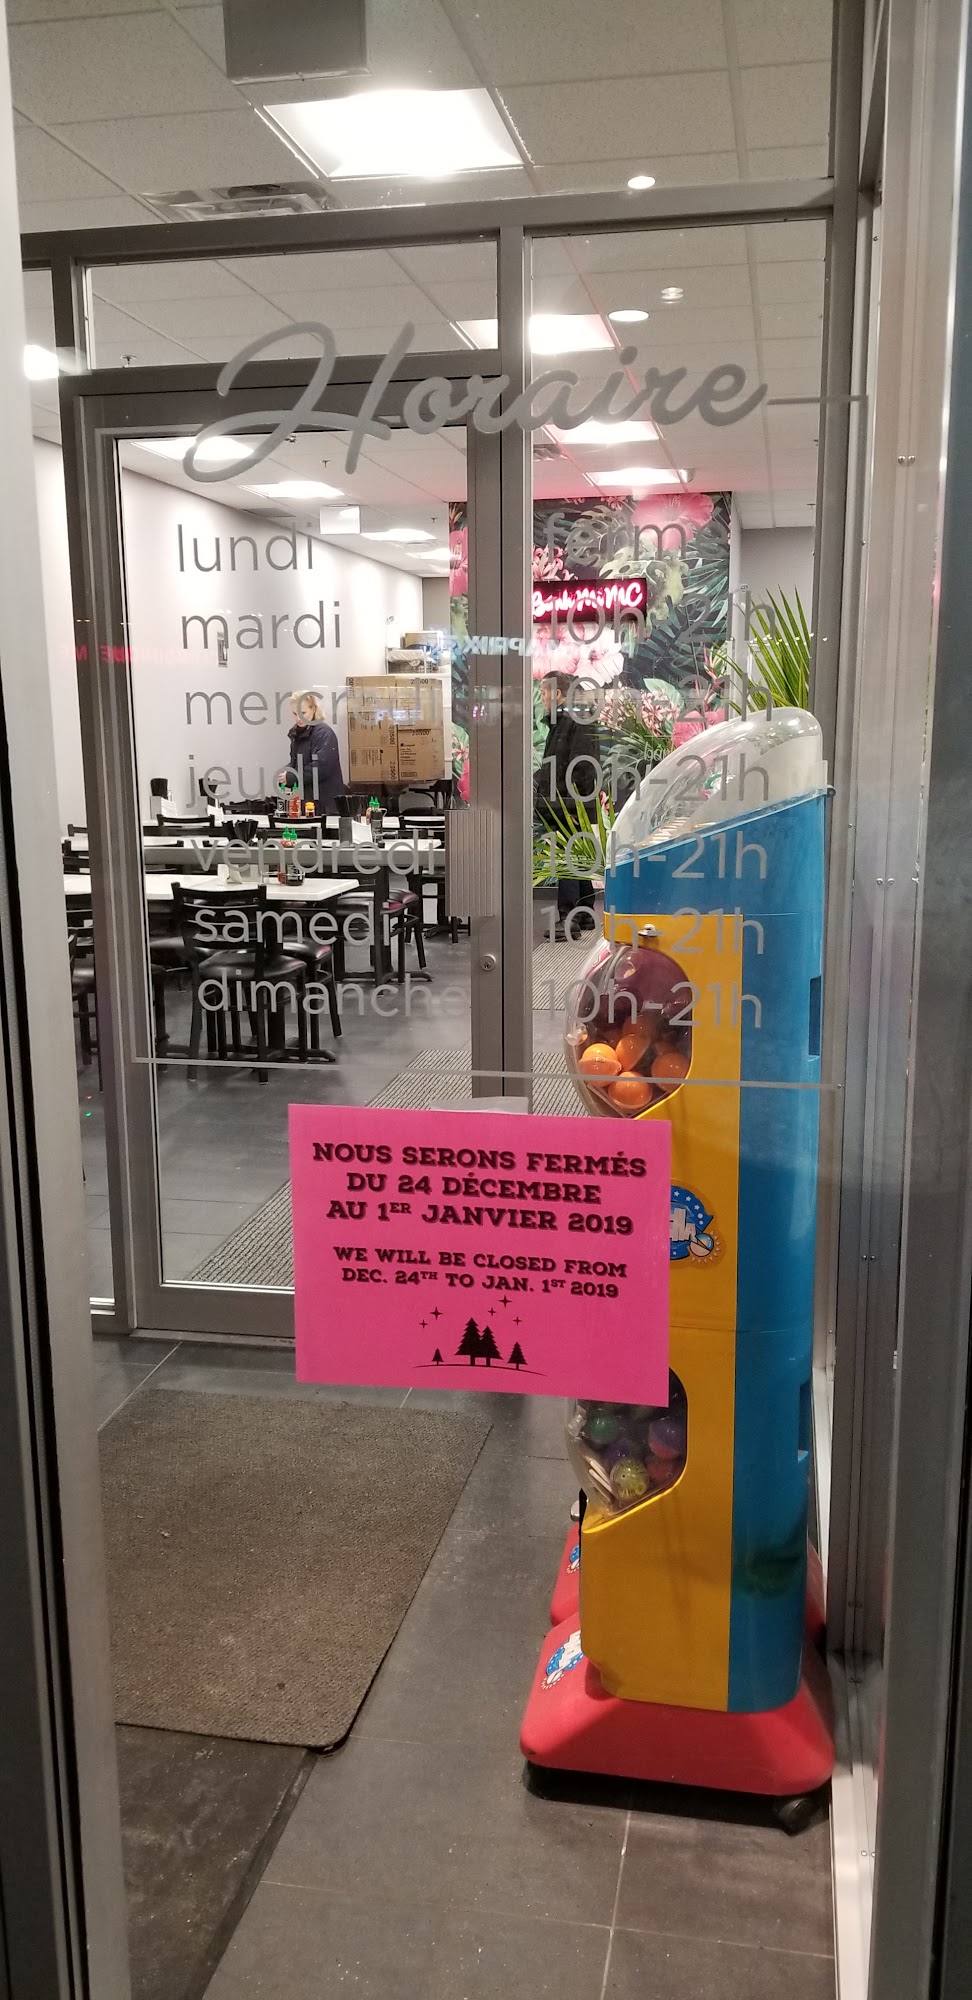 Horaire
lundi fermé
mardi 10h-21h
mercredi 10h-21h
jeudi 10h-21h
vendredi 10h-21h
samedi 10h-21h
dimanche 10h-21h
NOUS SERONS FERMÉS
DU 24 DÉCEMBRE
AU 1ER JANVIER 2019
WE WILL BE CLOSED FROM
DEC. 24TH TO JAN. 1ST 2019